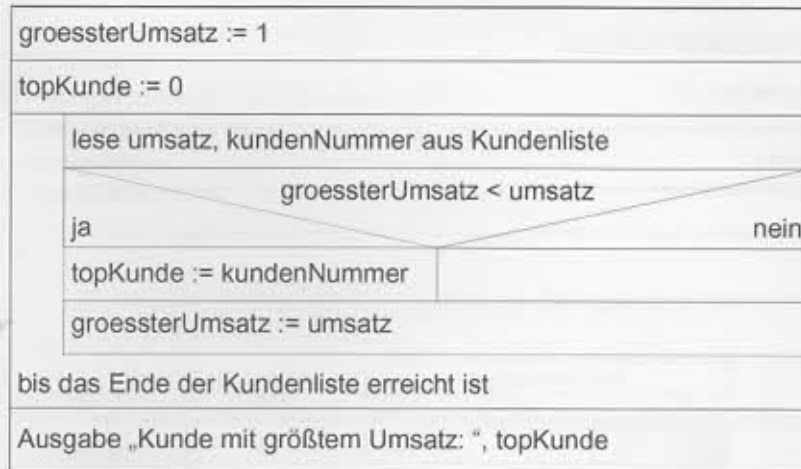 groessterUmsatz := 1
topKunde := 0
lese umsatz, kundenNummer aus Kundenliste
groessterUmsatz < umsatz
ja
nein
topKunde := kundenNummer
groessterUmsatz := umsatz
bis das Ende der Kundenliste erreicht ist
Ausgabe „Kunde mit größtem Umsatz: “, topKunde